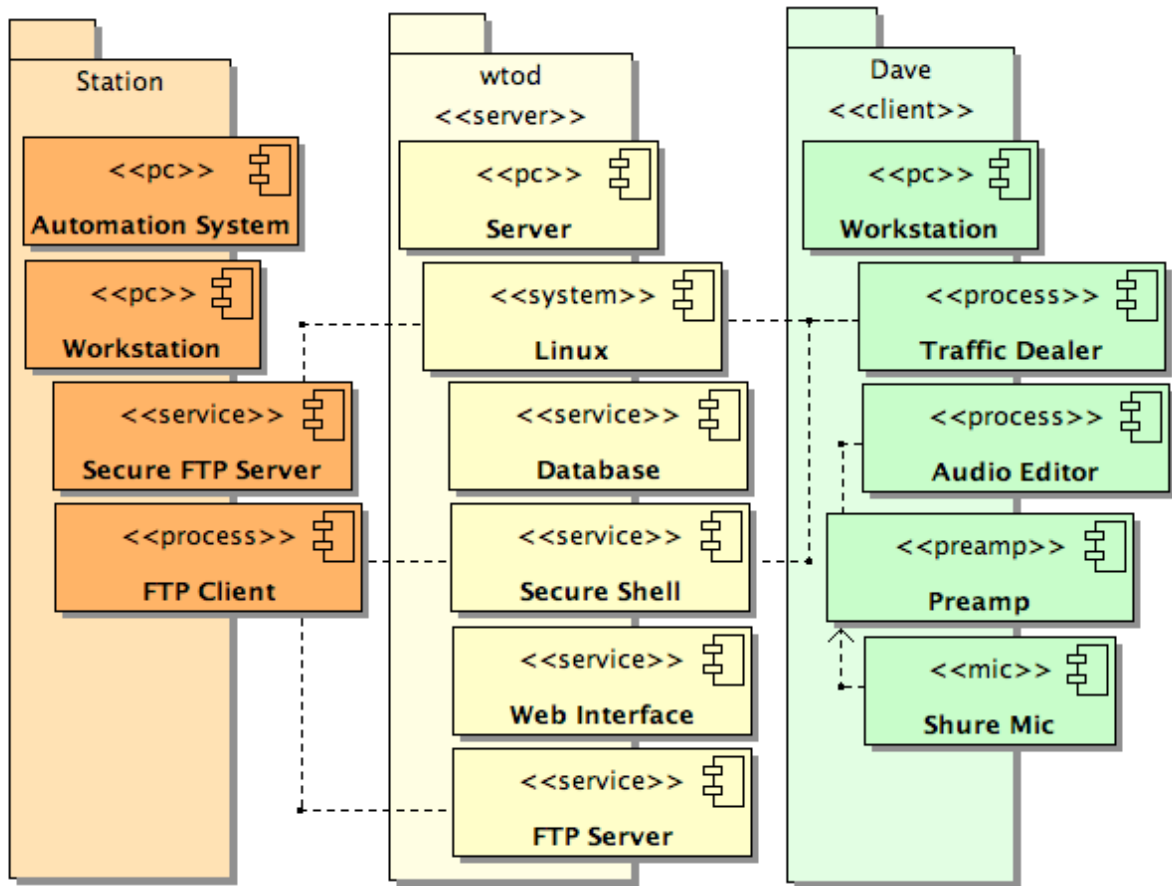 Station
<<pc>>
Automation System
<<pc>>
Workstation
<<service>>
Secure FTP Server
<<process>>
FTP Client
wtod
<<server>>
<<pc>>
Server
<<system>>
Linux
<<service>>
Database
<<service>>
Secure Shell
<<service>>
Web Interface
<<service>>
FTP Server
Dave
<<client>>
<<pc>>
Workstation
<<process>>
Traffic Dealer
<<process>>
Audio Editor
<<preamp>>
Preamp
<<mic>>
Shure Mic